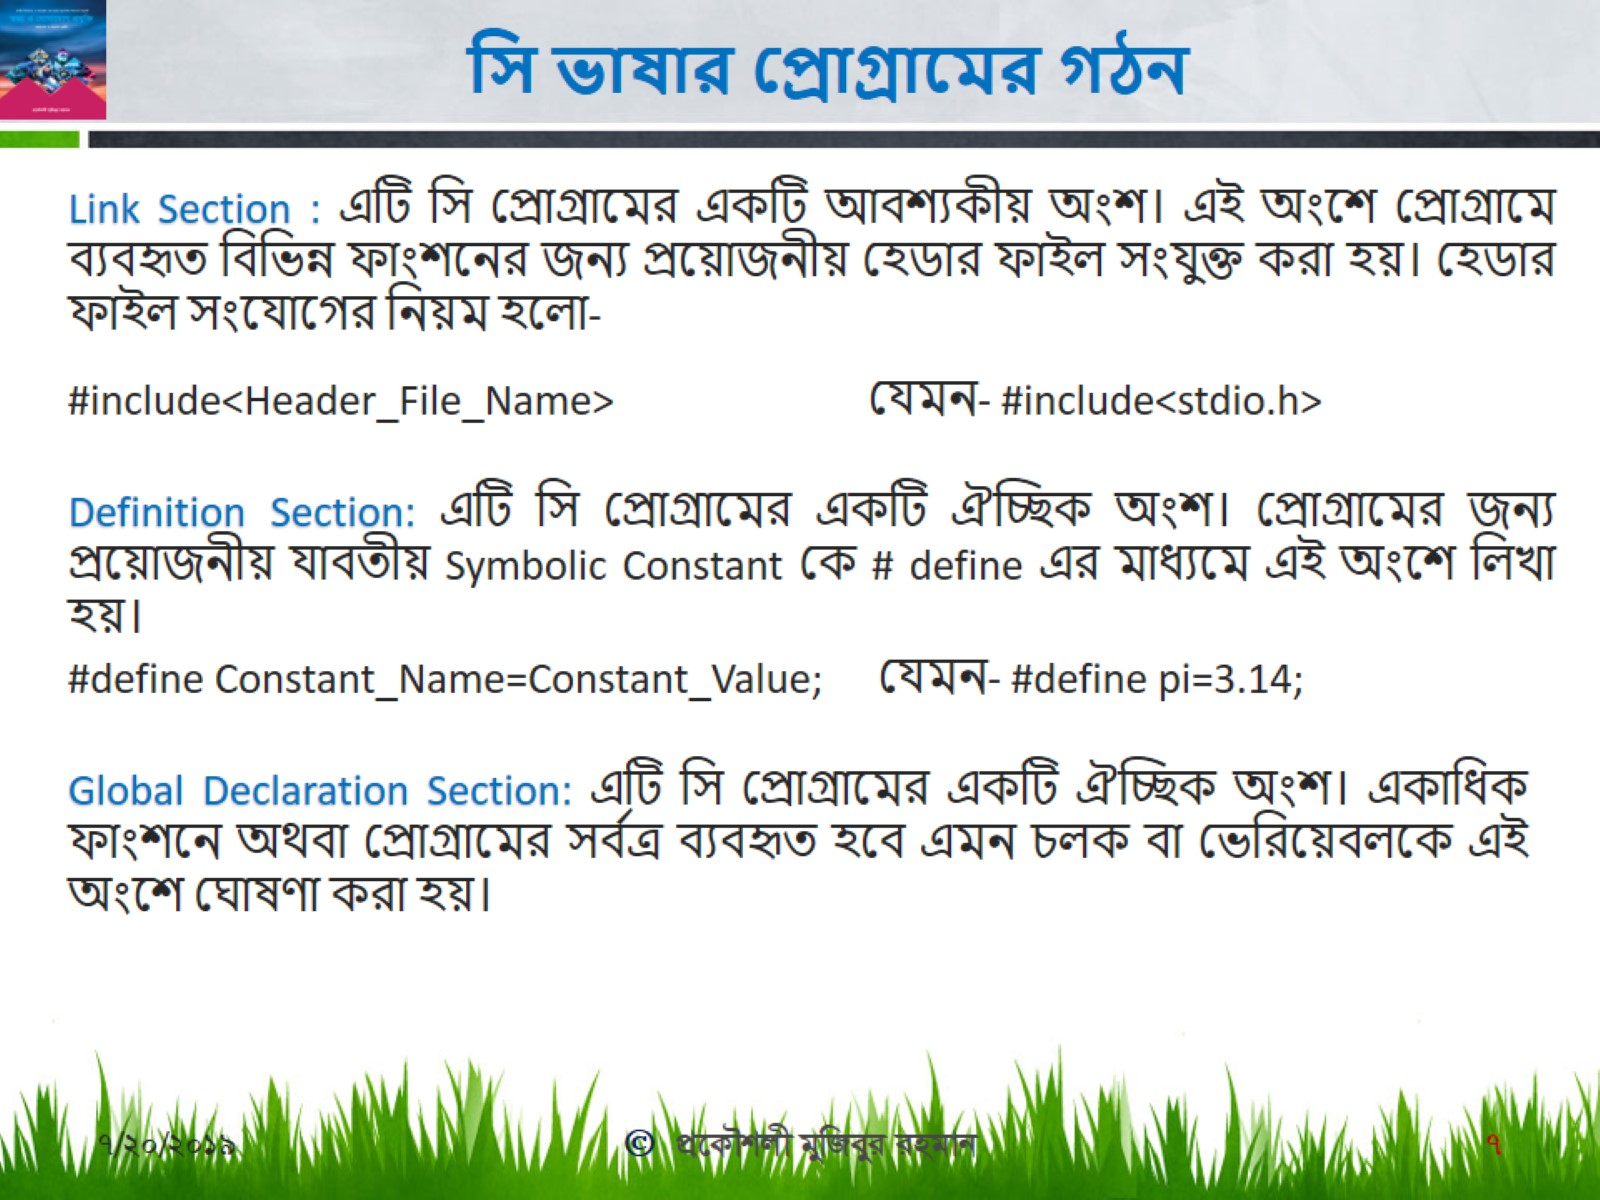 সি ভাষার প্রোগ্রামের গঠন
Link Section : এটি সি প্রোগ্রামের একটি আবশ্যকীয় অংশ। এই অংশে প্রোগ্রামে
ব্যবহৃত বিভিন্ন ফাংশনের জন্য প্রয়োজনীয় হেডার ফাইল সংযুক্ত করা হয়। হেডার
ফাইল সংযোগের নিয়ম হলো-
#include<Header_File_Name> যেমন- #include<stdio.h>
Definition Section: এটি সি প্রোগ্রামের একটি ঐচ্ছিক অংশ। প্রোগ্রামের জন্য
প্রয়োজনীয় যাবতীয় Symbolic Constant কে # define এর মাধ্যমে এই অংশে লিখা
হয়।
#define Constant_Name=Constant_Value; যেমন- #define pi=3.14;
Global Declaration Section: এটি সি প্রোগ্রামের একটি ঐচ্ছিক অংশ। একাধিক
ফাংশনে অথবা প্রোগ্রামের সর্বত্র ব্যবহৃত হবে এমন চলক বা ভেরিয়েবলকে এই
অংশে ঘোষণা করা হয়।
৭/২০/২০১৯ © প্রকৌশলী মুজিবুর রহমান ৭